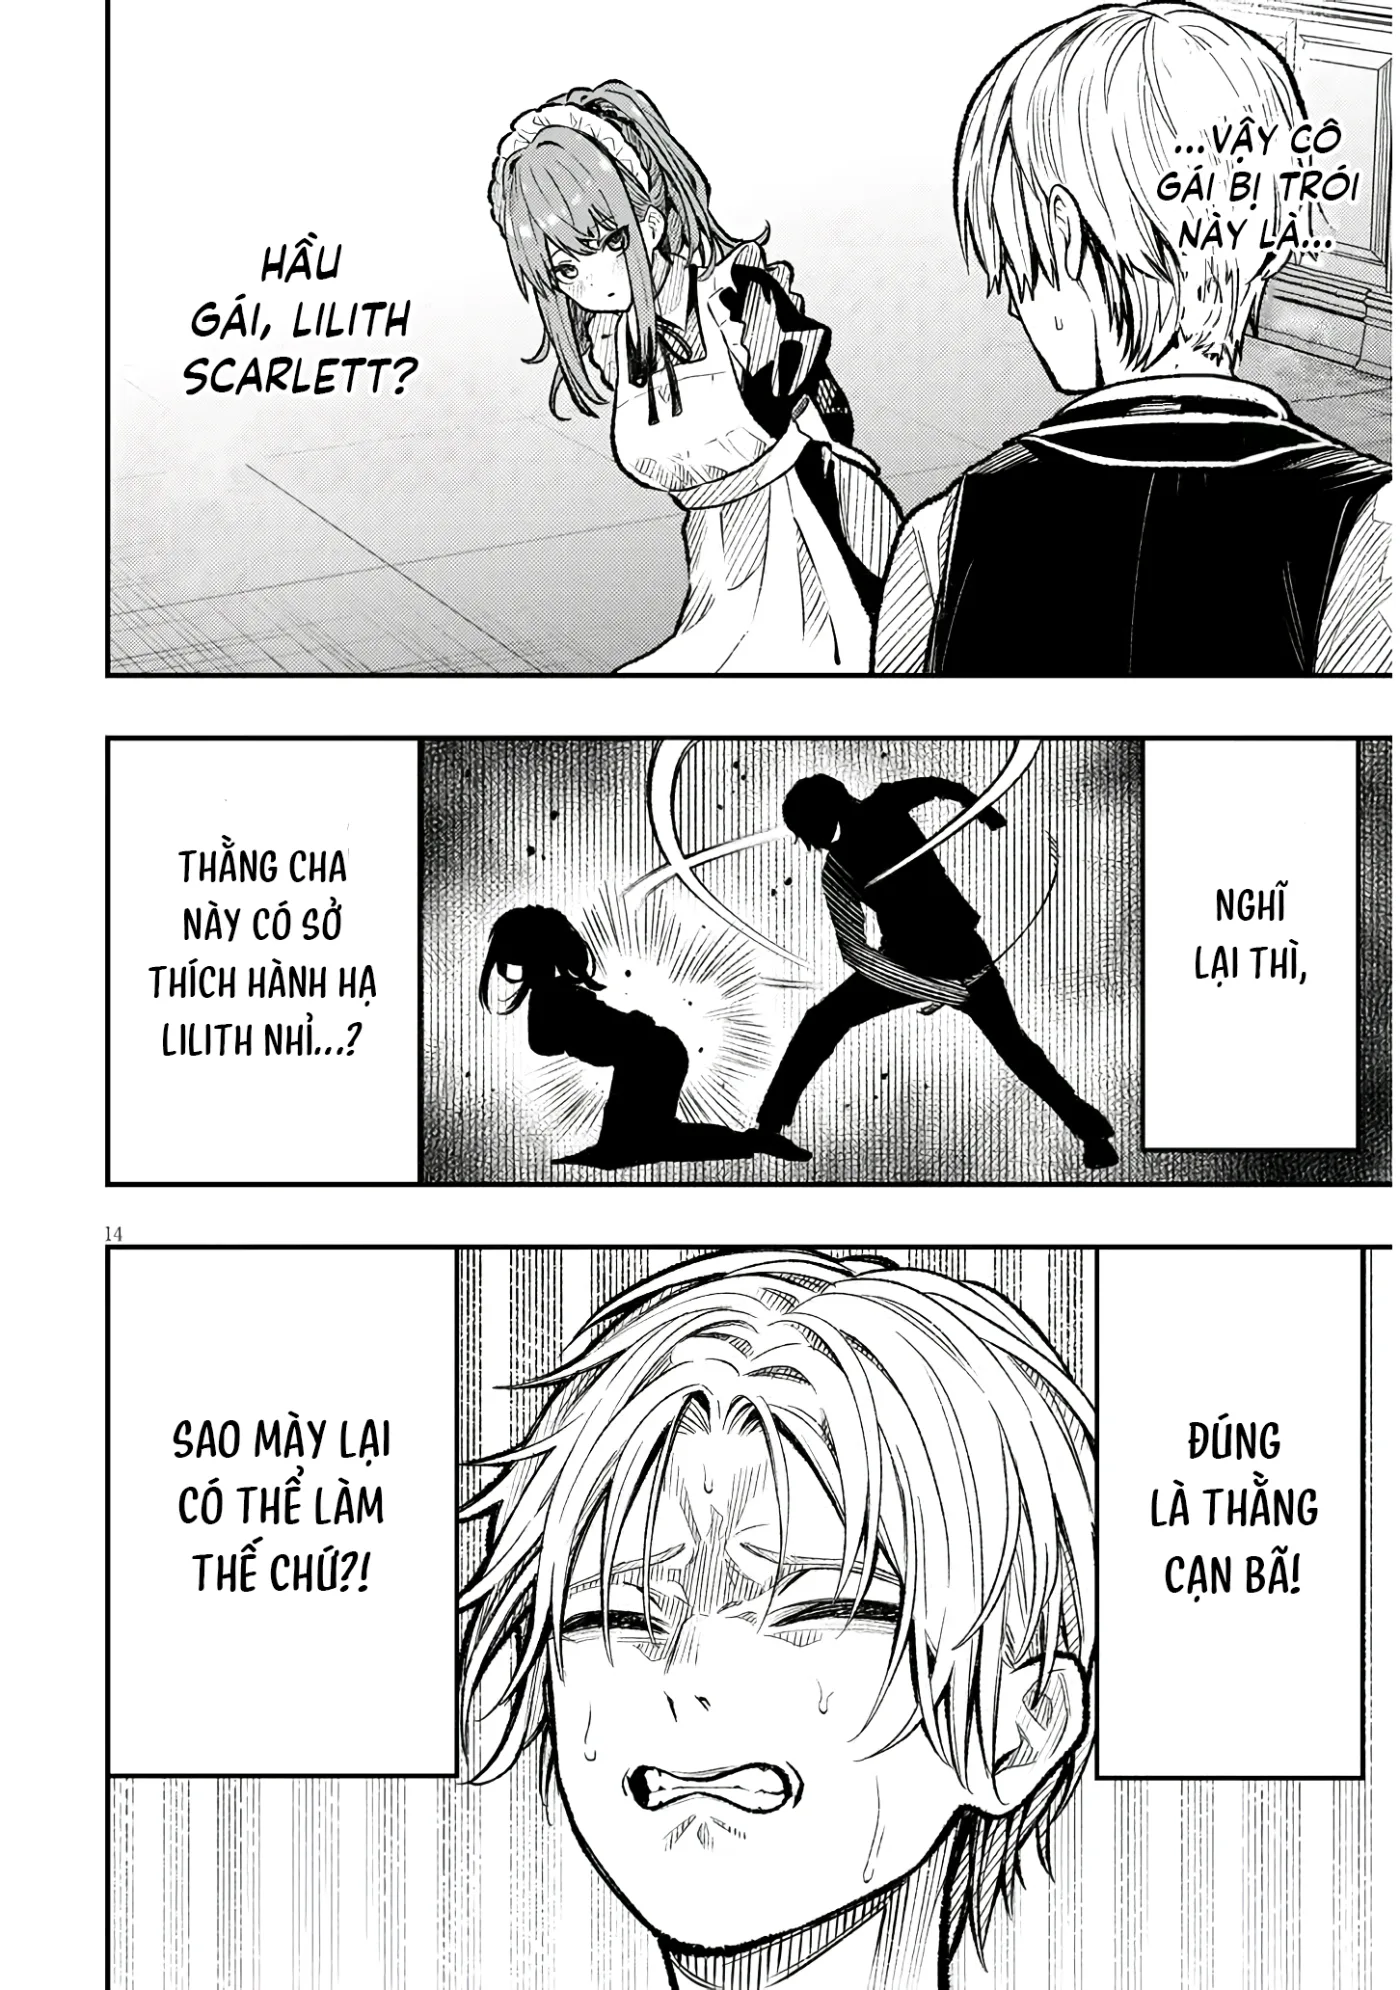 ...VẬY CÔ
GÁI BỊ TRÓI
NÀY LÀ...
HẦU
GÁI, LILITH
SCARLETT?
NGHĨ
LẠI THÌ,
THẰNG CHA
NÀY CÓ SỞ
THÍCH HÀNH HẠ
LILITH NHỈ...?
14
ĐÚNG
LÀ THẰNG
CẠN BÃ!
SAO MÀY LẠI
CÓ THỂ LÀM
THẾ CHỨ?!